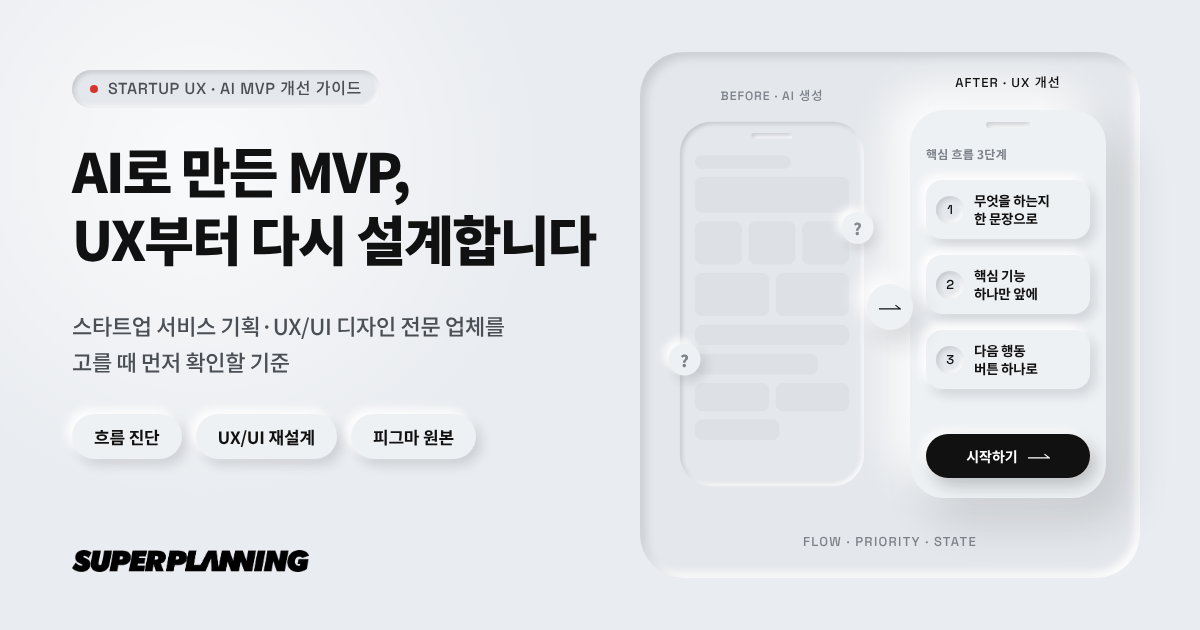 STARTUP UX · AI MVP 개선 가이드
AI로 만든 MVP,
UX부터 다시 설계합니다
스타트업 서비스 기획·UX/UI 디자인 전문 업체를
고를 때 먼저 확인할 기준
흐름 진단
UX/UI 재설계
피그마 원본
SUPERPLANNING
BEFORE · AI 생성
?
?
AFTER · UX 개선
핵심 흐름 3단계
1
무엇을 하는지
한 문장으로
2
핵심 기능
하나만 앞에
3
다음 행동
버튼 하나로
시작하기
FLOW · PRIORITY · STATE